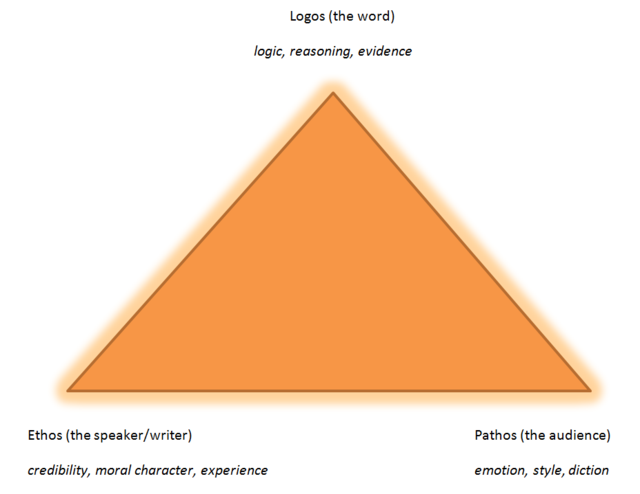 Logos (the word)
logic, reasoning, evidence
Ethos (the speaker/writer)
credibility, moral character, experience
Pathos (the audience)
emotion, style, diction